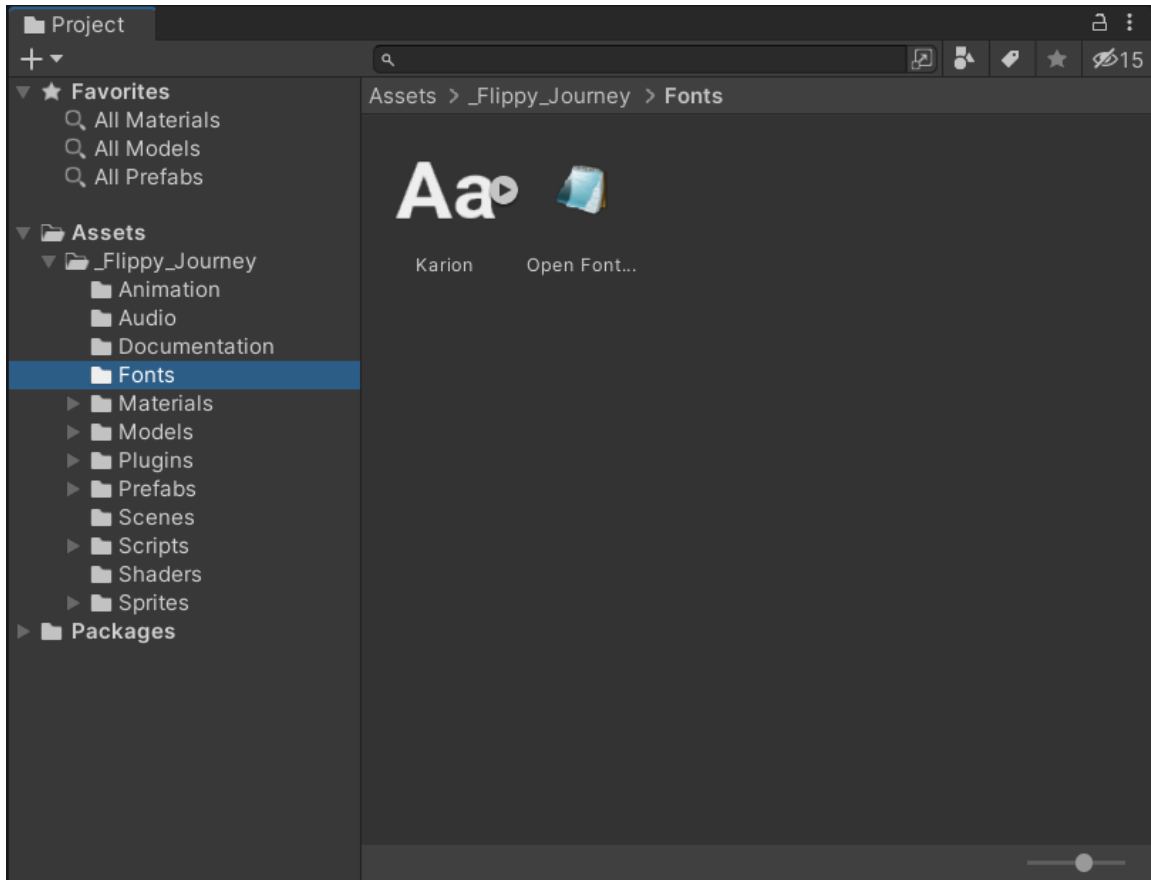 Project
15
Favorites
All Materials
All Models
All Prefabs
Assets
_Flippy_Journey
Animation
Audio
Documentation
Fonts
Materials
Models
Plugins
Prefabs
Scenes
Scripts
Shaders
Sprites
Packages
Assets > _Flippy_Journey > Fonts
Aa
Karion
Open Font...